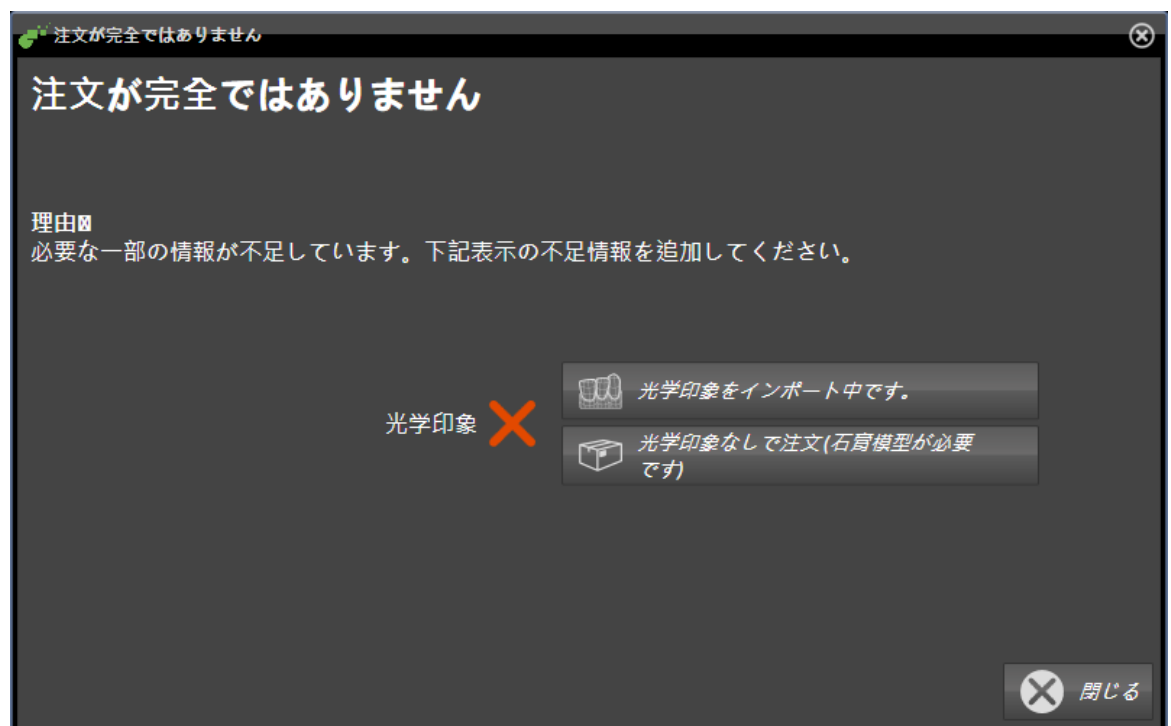 注文が完全ではありません
注文が完全ではありません
理由
必要な一部の情報が不足しています。下記表示の不足情報を追加してください。
光学印象をインポート中です。
光学印象
光学印象なしで注文(石膏模型が必要
です)
閉じる